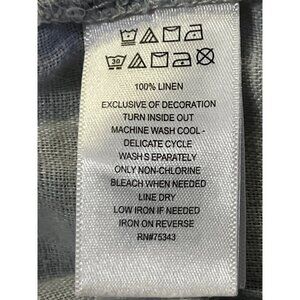 30
100% LINEN
EXCLUSIVE OF DECORATION
TURN INSIDE OUT
MACHINE WASH COOL -
DELICATE CYCLE
WASH S EPARATELY
ONLY NON-CHLORINE
BLEACH WHEN NEEDED
LINE DRY
LOW IRON IF NEEDED
IRON ON REVERSE
RN#75343